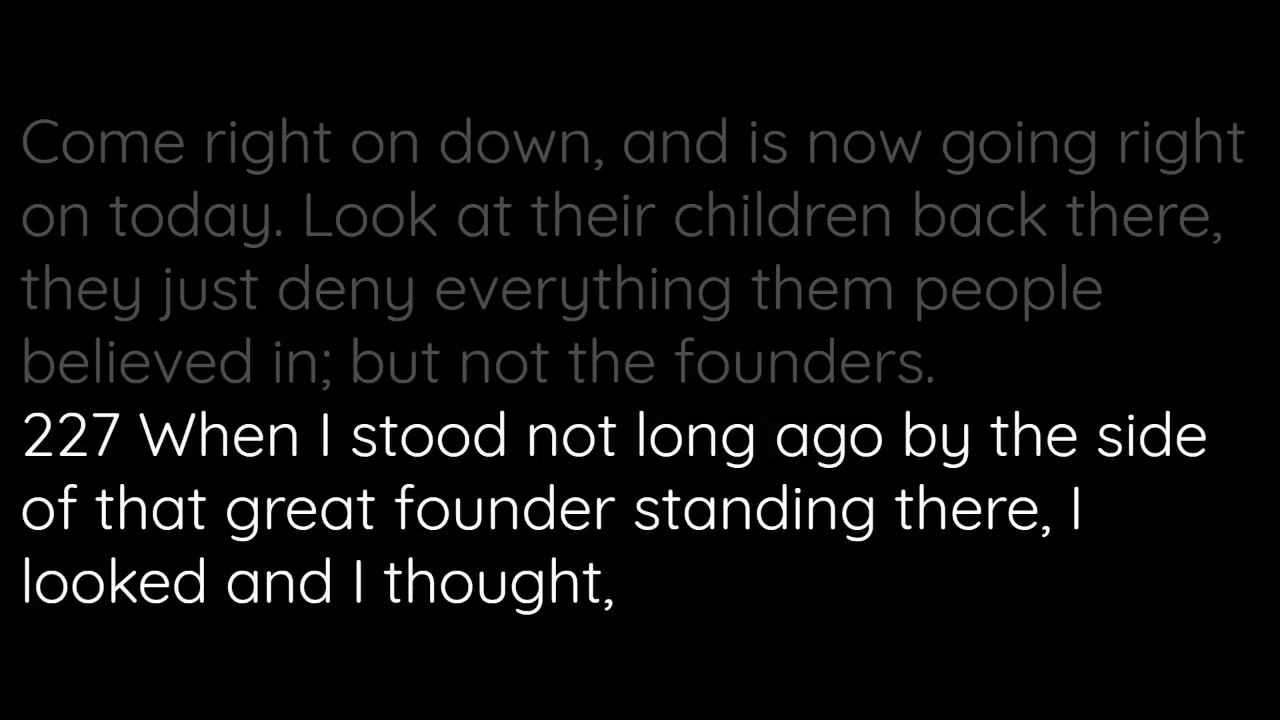 Come right on down, and is now going right
on today. Look at their children back there,
they just deny everything them people
believed in; but not the founders.
227 When I stood not long ago by the side
of that great founder standing there, I
looked and I thought,